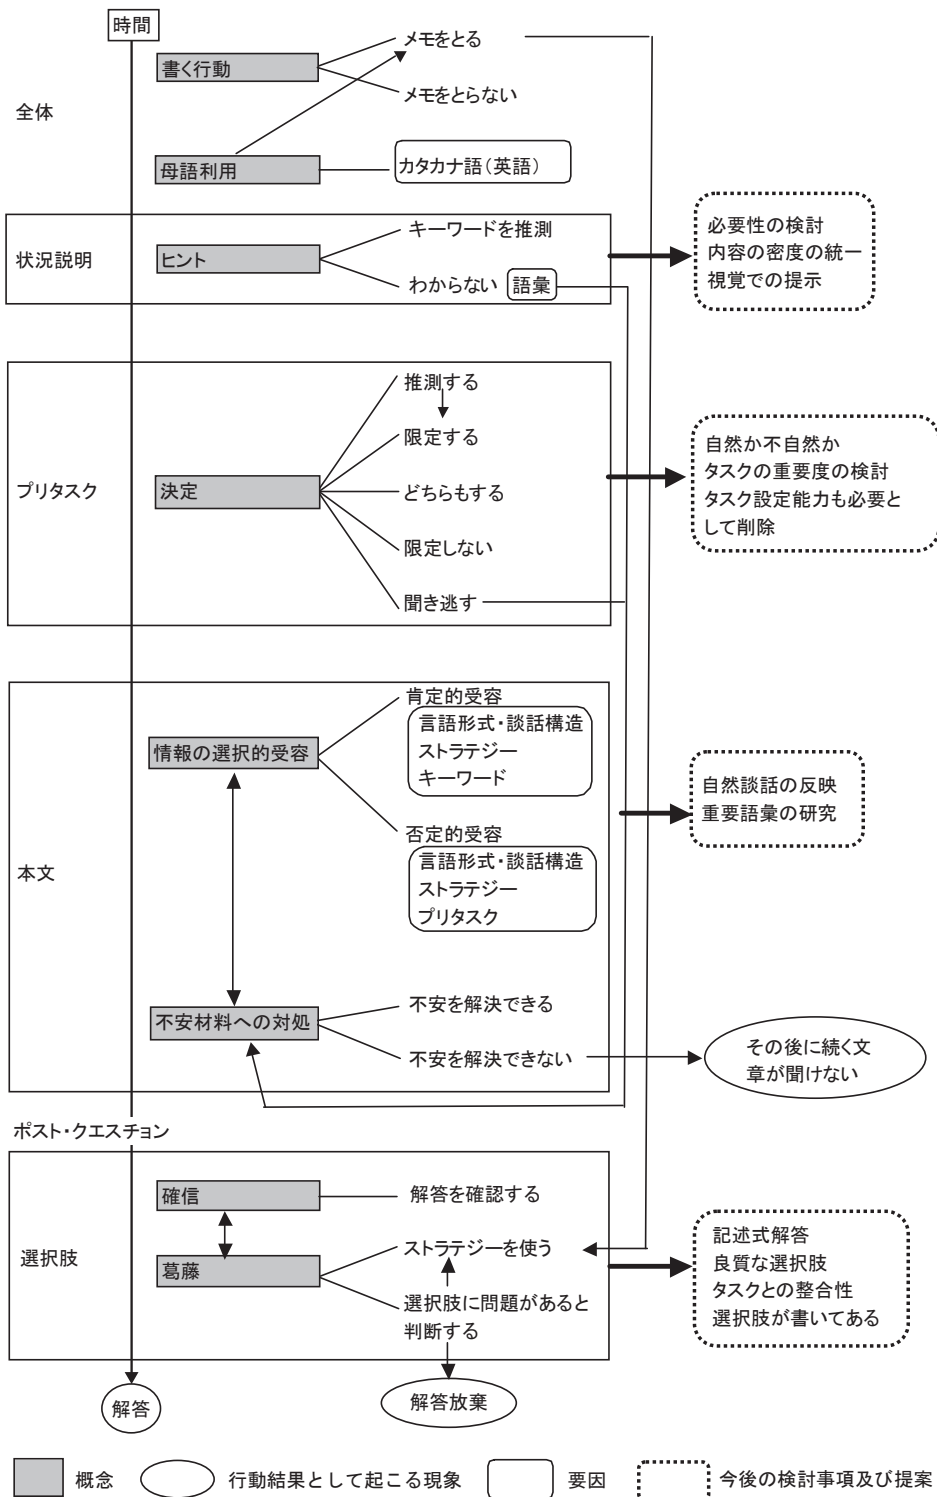 時間
全体
書く行動
メモをとる
メモをとらない
母語利用
カタカナ語(英語)
状況説明
ヒント
キーワードを推測
わからない 語彙
必要性の検討
内容の密度の統一
視覚での提示
プリタスク
決定
推測する
限定する
どちらもする
限定しない
聞き逃す
自然か不自然か
タスクの重要度の検討
タスク設定能力も必要と
して削除
本文
情報の選択的受容
肯定的受容
言語形式・談話構造
ストラテジー
キーワード
否定的受容
言語形式・談話構造
ストラテジー
プリタスク
自然談話の反映
重要語彙の研究
不安材料への対処
不安を解決できる
不安を解決できない
その後に続く文
章が聞けない
ポスト・クエスチョン
選択肢
確信
解答を確認する
葛藤
ストラテジーを使う
選択肢に問題があると
判断する
記述式解答
良質な選択肢
タスクとの整合性
選択肢が書いてある
解答
解答放棄
概念 行動結果として起こる現象 要因 今後の検討事項及び提案